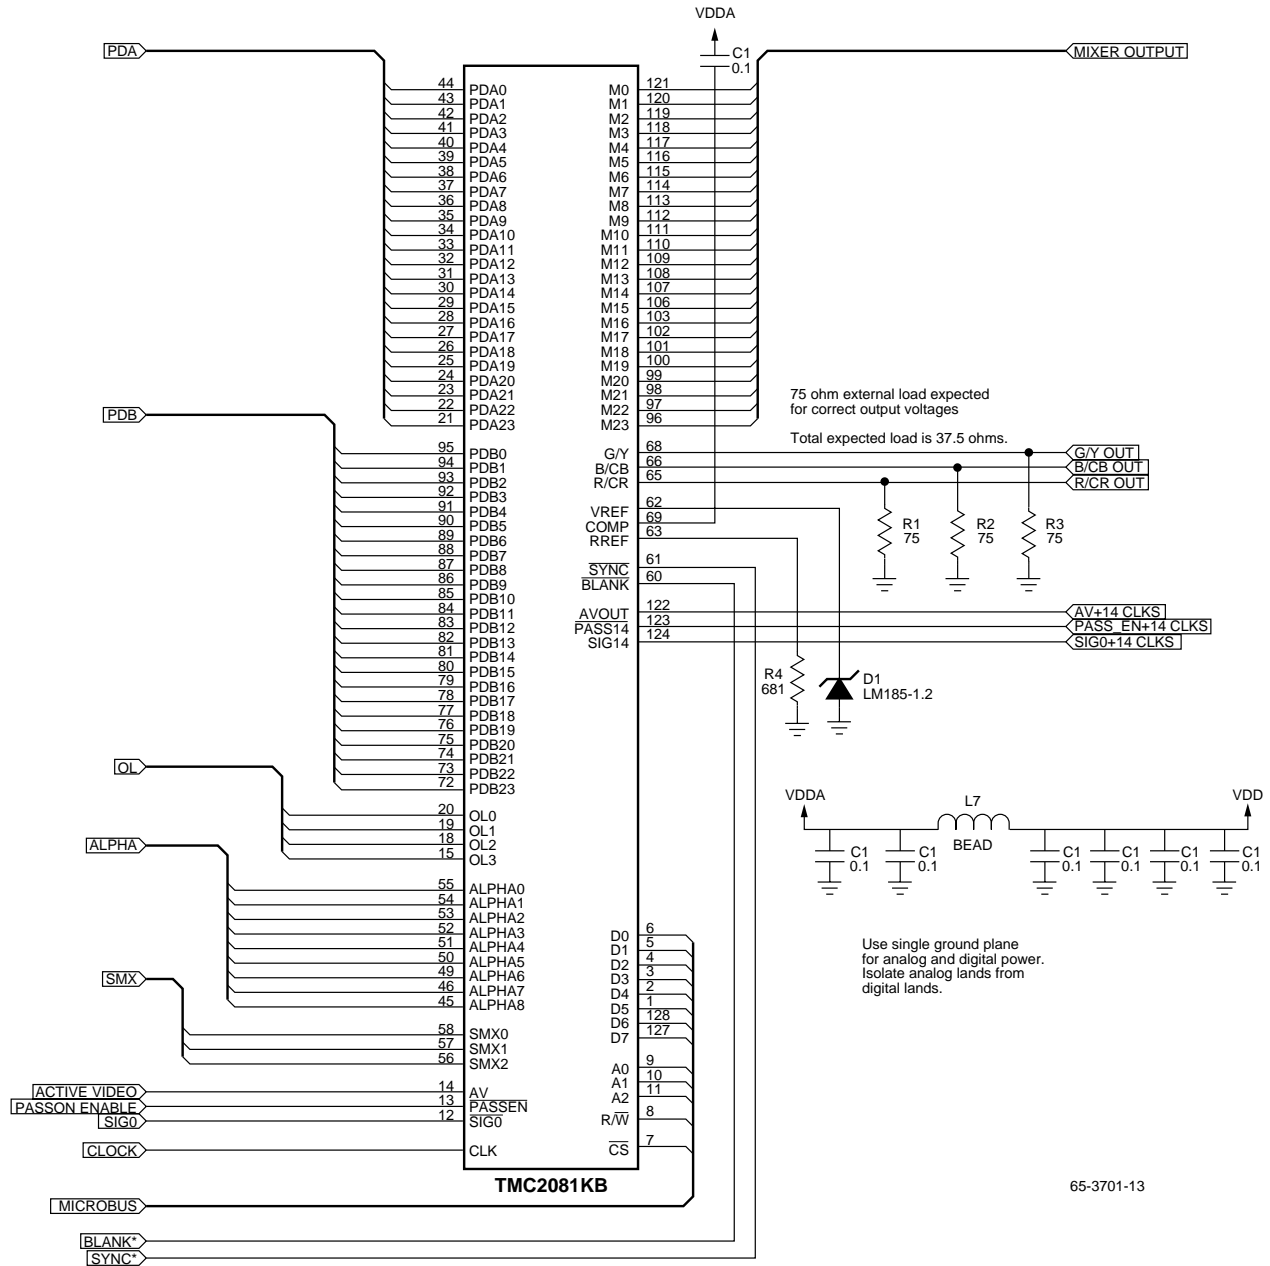 VDDA
PDA
C1
0.1
MIXER OUTPUT
44 PDA0
43 PDA1
42 PDA2
41 PDA3
40 PDA4
39 PDA5
38 PDA6
37 PDA7
36 PDA8
35 PDA9
34 PDA10
33 PDA11
32 PDA12
31 PDA13
30 PDA14
29 PDA15
28 PDA16
27 PDA17
26 PDA18
25 PDA19
24 PDA20
23 PDA21
22 PDA22
21 PDA23
M0 121
M1 120
M2 119
M3 118
M4 117
M5 116
M6 115
M7 114
M8 113
M9 112
M10 111
M11 110
M12 109
M13 108
M14 107
M15 106
M16 103
M17 102
M18 101
M19 100
M20 99
M21 98
M22 97
M23 96
75 ohm external load expected
for correct output voltages
Total expected load is 37.5 ohms.
PDB
95 PDB0
94 PDB1
93 PDB2
92 PDB3
91 PDB4
90 PDB5
89 PDB6
88 PDB7
87 PDB8
86 PDB9
85 PDB10
84 PDB11
83 PDB12
82 PDB13
81 PDB14
80 PDB15
79 PDB16
78 PDB17
77 PDB18
76 PDB19
75 PDB20
74 PDB21
73 PDB22
72 PDB23
G/Y 68
B/CB 66
R/CR 65
G/Y OUT
B/CB OUT
R/CR OUT
VREF 62
COMP 69
RREF 63
SYNC 61
BLANK 60
R1
75
R2
75
R3
75
AVOUT 122
PASS14 123
SIG14 124
AV+14 CLKS
PASS_EN+14 CLKS
SIG0+14 CLKS
R4
681
D1
LM185-1.2
OL
20 OL0
19 OL1
18 OL2
15 OL3
VDDA
L7
BEAD
VDD
C1
0.1
C1
0.1
C1
0.1
C1
0.1
C1
0.1
C1
0.1
ALPHA
55 ALPHA0
54 ALPHA1
53 ALPHA2
52 ALPHA3
51 ALPHA4
50 ALPHA5
49 ALPHA6
46 ALPHA7
45 ALPHA8
D0 6
D1 5
D2 4
D3 3
D4 2
D5 1
D6 128
D7 127
Use single ground plane
for analog and digital power.
Isolate analog lands from
digital lands.
SMX
58 SMX0
57 SMX1
56 SMX2
A0 9
A1 10
A2 11
R/W 8
CS 7
ACTIVE VIDEO 14 AV
PASSON ENABLE 13 PASSEN
SIG0 12 SIG0
CLOCK CLK
TMC2081KB
65-3701-13
MICROBUS
BLANK*
SYNC*